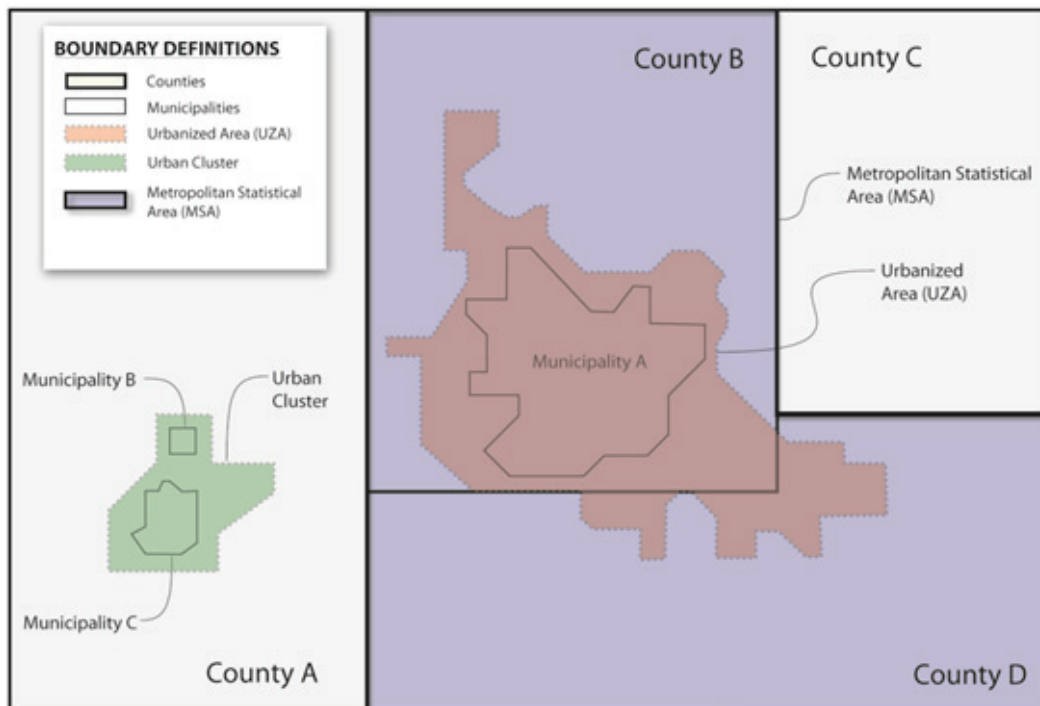 BOUNDARY DEFINITIONS
Counties
Municipalities
Urbanized Area (UZA)
Urban Cluster
Metropolitan Statistical
Area (MSA)
County B
County C
Metropolitan Statistical
Area (MSA)
Urbanized
Area (UZA)
Municipality A
Municipality B
Urban
Cluster
Municipality C
County A
County D